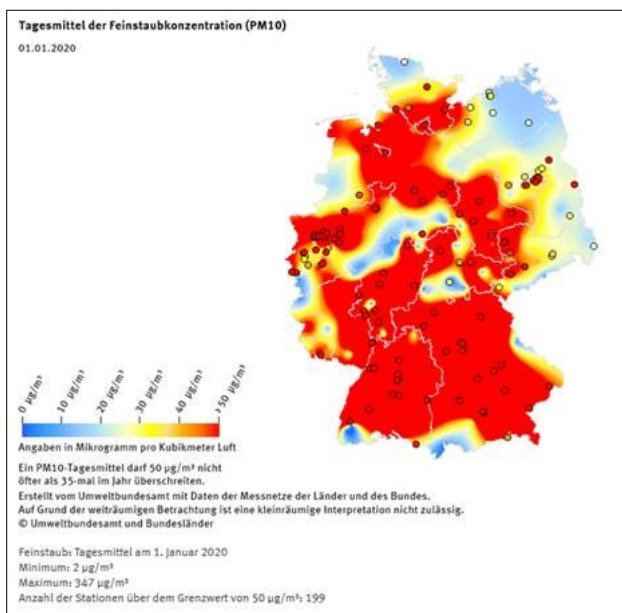 Tagesmittel der Feinstaubkonzentration (PM10)
01.01.2020
0 µg/m³
10 µg/m³
20 µg/m³
30 µg/m³
40 µg/m³
> 50 µg/m³
Angaben in Mikrogramm pro Kubikmeter Luft
Ein PM10-Tagesmittel darf 50 µg/m³ nicht
öfter als 35-mal im Jahr überschreiten.
Erstellt vom Umweltbundesamt mit Daten der Messnetze der Länder und des Bundes.
Auf Grund der weiträumigen Betrachtung ist eine kleinräumige Interpretation nicht zulässig.
© Umweltbundesamt und Bundesländer
Feinstaub: Tagesmittel am 1. Januar 2020
Minimum: 2 µg/m³
Maximum: 347 µg/m³
Anzahl der Stationen über dem Grenzwert von 50 µg/m³: 199